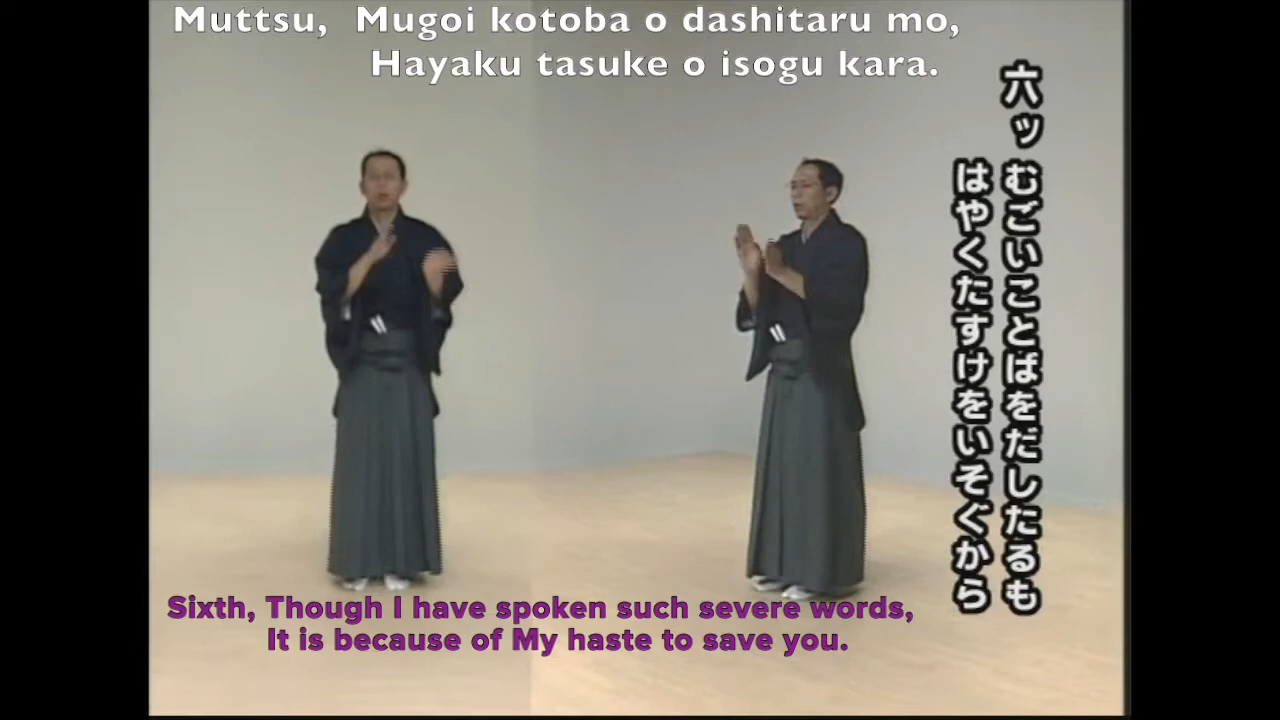 Muttsu, Mugoi kotoba o dashitaru mo,
Hayaku tasuke o isogu kara.
六ッ むごいことばをだしたるも
はやくたすけをいそぐから
Sixth, Though I have spoken such severe words,
It is because of My haste to save you.